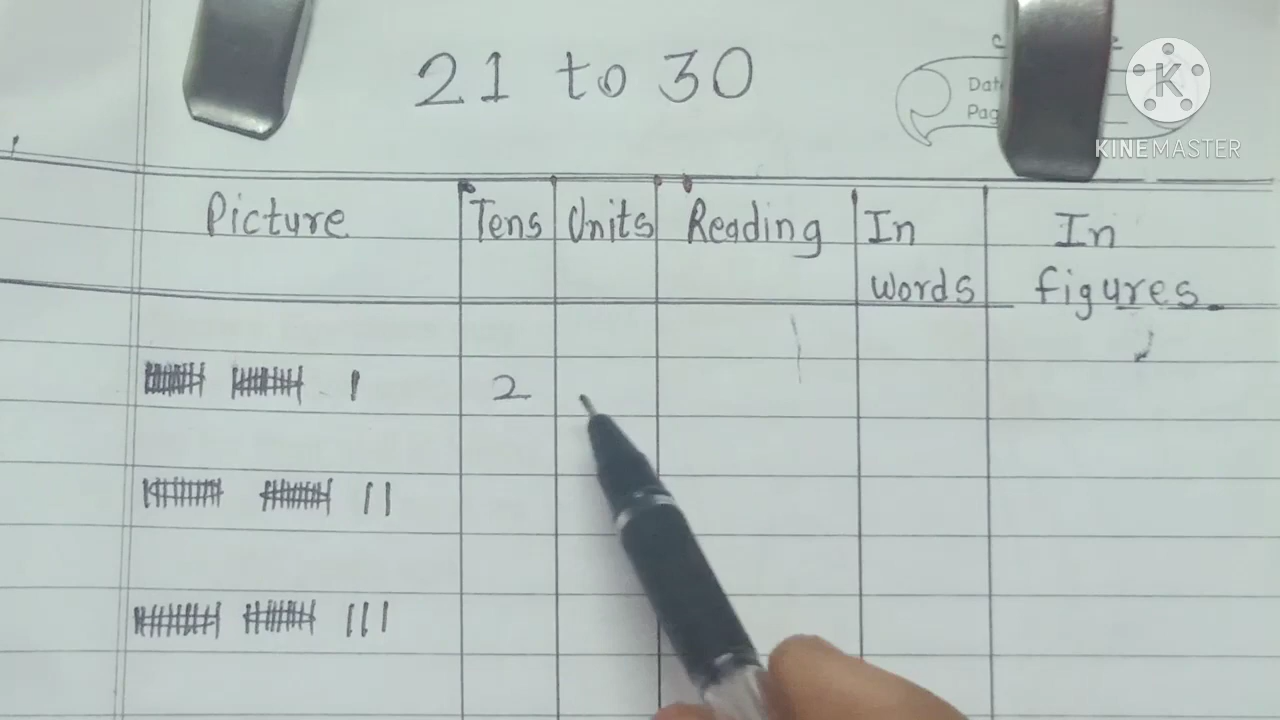 21 to 30
Dat
Pag
KINEMASTER
Picture Tens Units Reading In words In figures
2